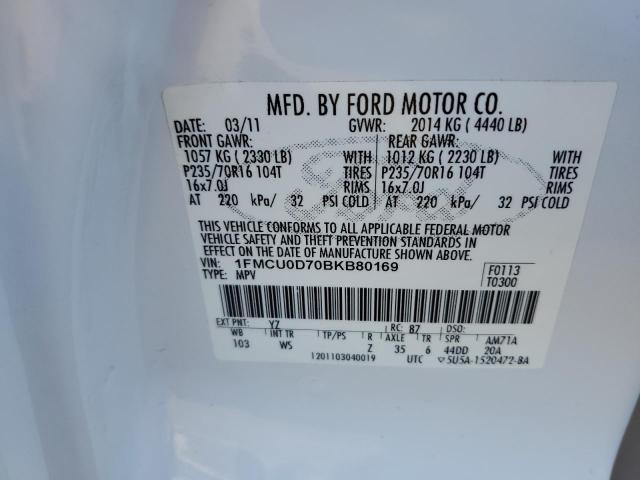 MFD. BY FORD MOTOR CO.
DATE: 03/11 GVWR: 2014 KG ( 4440 LB)
FRONT GAWR: REAR GAWR:
1057 KG ( 2330 LB) WITH 1012 KG ( 2230 LB) WITH
P235/70R16 104T TIRES P235/70R16 104T TIRES
16x7.0J RIMS 16x7.0J RIMS
AT 220 kPa/ 32 PSI COLD AT 220 kPa/ 32 PSI COLD
THIS VEHICLE CONFORMS TO ALL APPLICABLE FEDERAL MOTOR
VEHICLE SAFETY AND THEFT PREVENTION STANDARDS IN
EFFECT ON THE DATE OF MANUFACTURE SHOWN ABOVE.
VIN: 1FMCU0D70BKB80169 F0113
TYPE: MPV T0300
EXT PNT: YZ RC: 87 DSO:
WB INT TR TP/PS R AXLE TR SPR AM71A
103 WS Z 35 6 44DD 20A
1201103040019 UTC ▽5U5A-1520472-BA
Ford